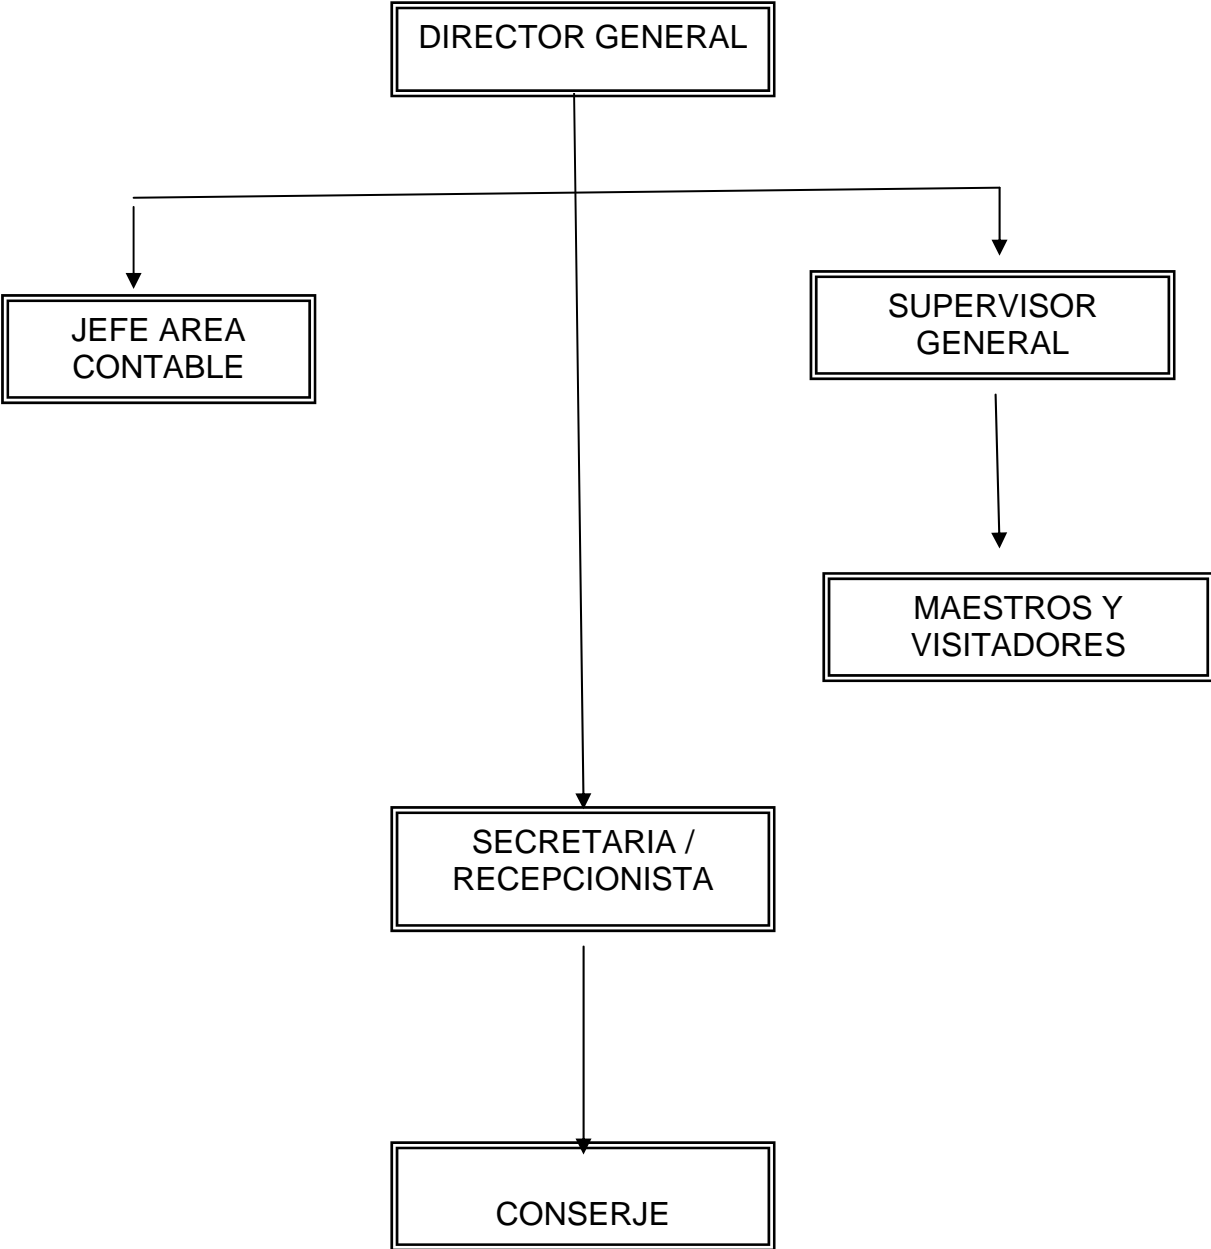 DIRECTOR GENERAL
JEFE AREA
CONTABLE
SUPERVISOR
GENERAL
MAESTROS Y
VISITADORES
SECRETARIA /
RECEPCIONISTA
CONSERJE